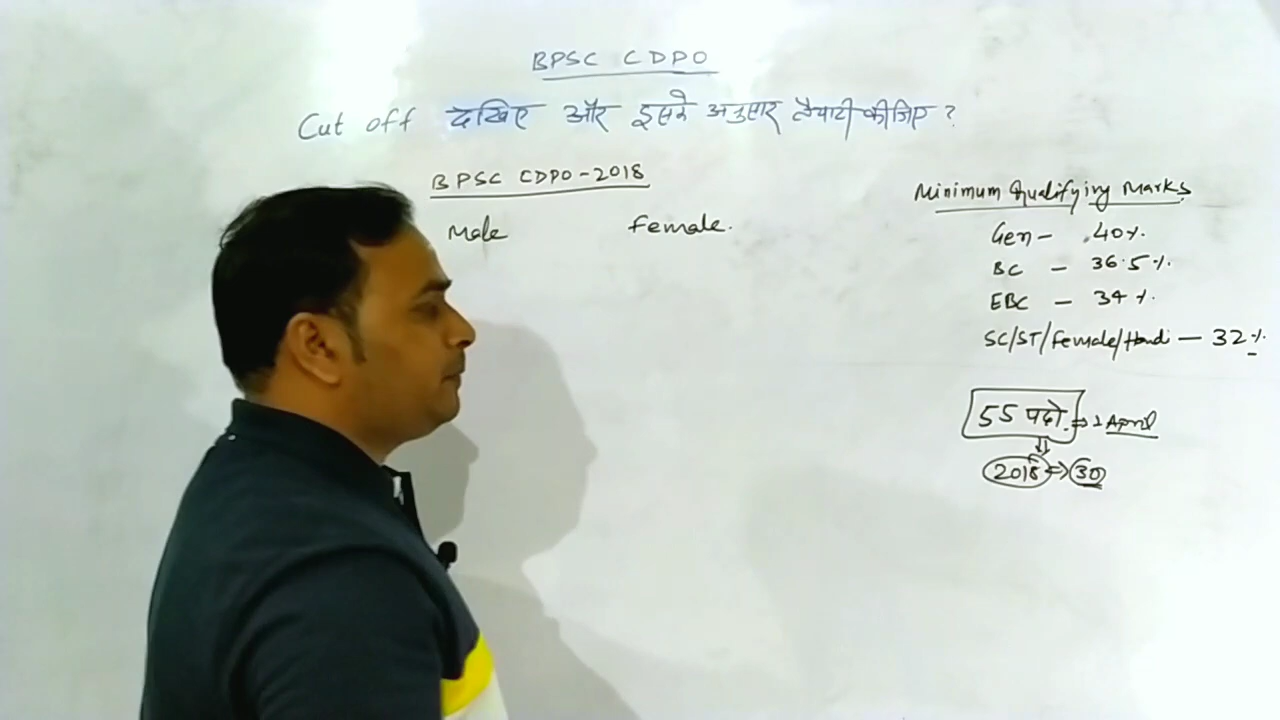 BPSC CDPO
Cut off देखिए और इसके अनुसार तैयारी कीजिए ?
BPSC CDPO-2018
Male Female.
Minimum Qualifying Marks
Gen - 40%.
BC - 36.5%.
EBC - 34%.
SC/ST/Female/Handi - 32%.
55 पदो. ⇒ 1 April
⇓
2018 ⇒ 30